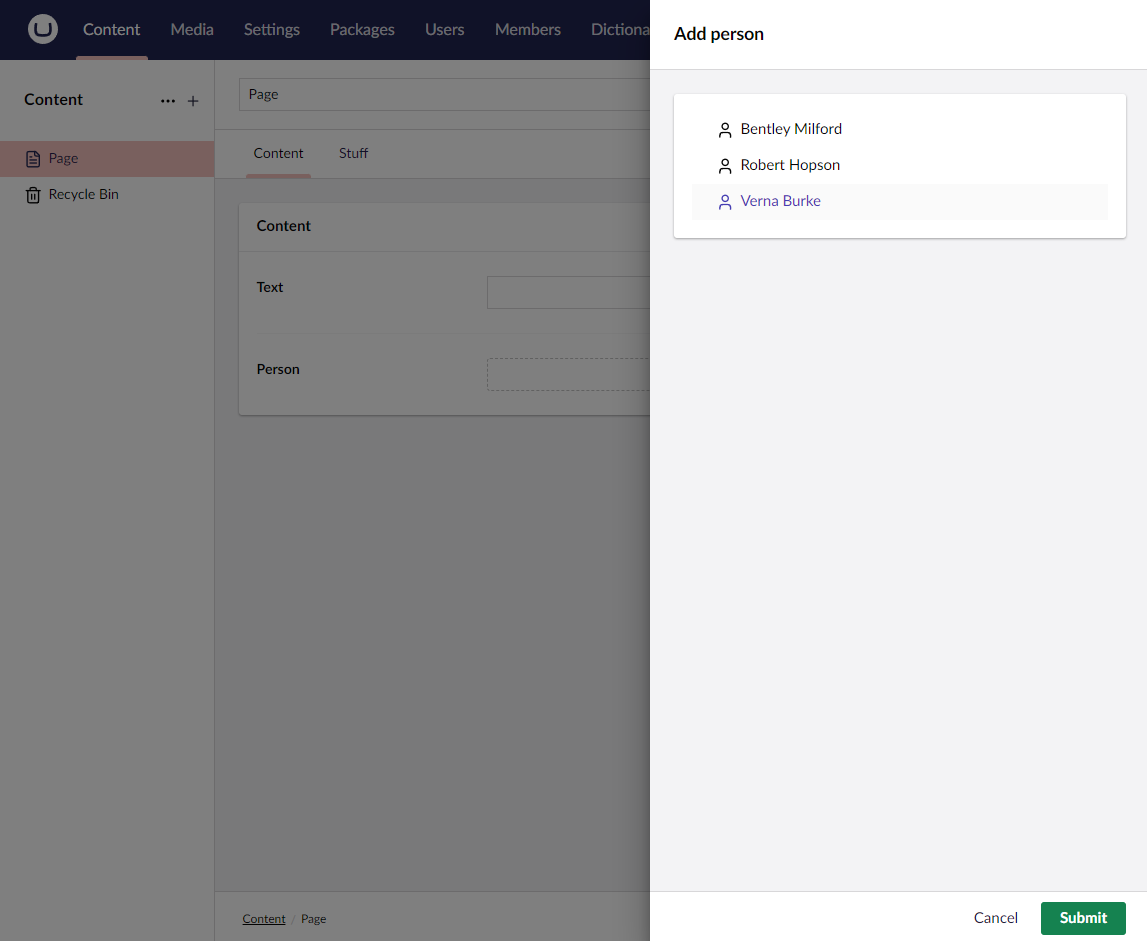 Content Media Settings Packages Users Members Dictiona
Add person
Content
Page
Page
Recycle Bin
Content Stuff
Content
Text
Person
Bentley Milford
Robert Hopson
Verna Burke
Content / Page
Cancel Submit